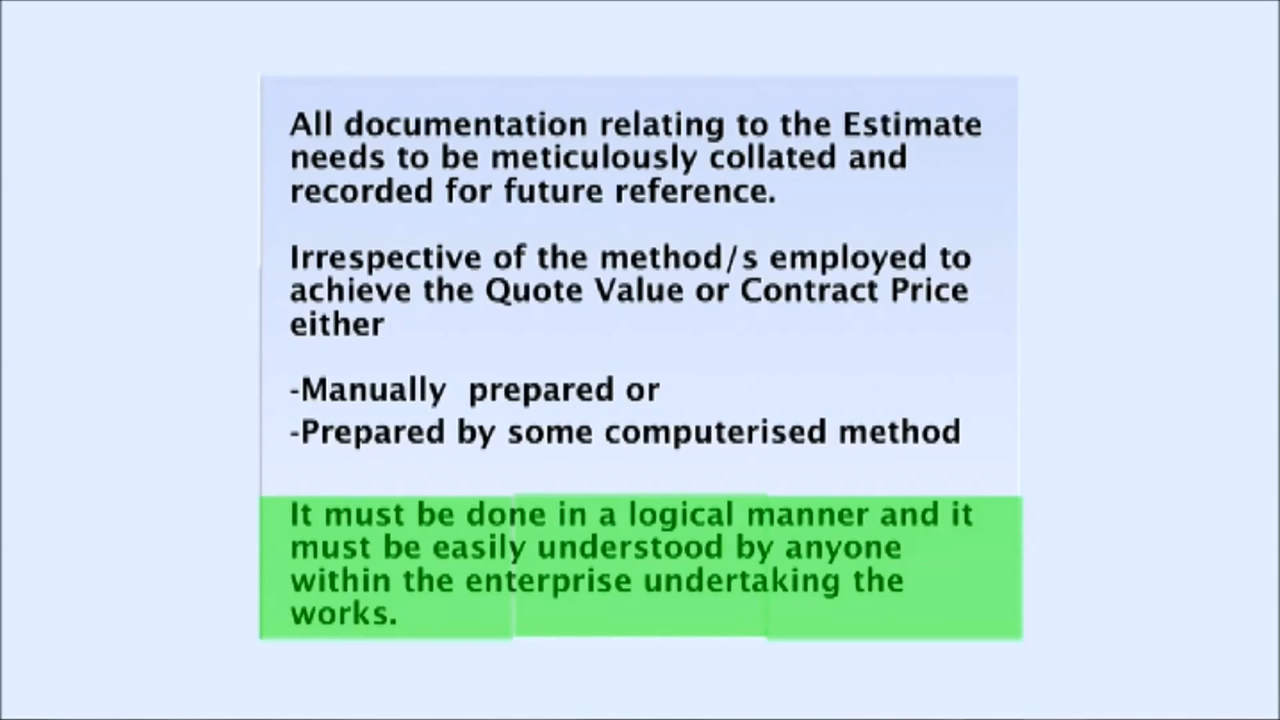 All documentation relating to the Estimate
needs to be meticulously collated and
recorded for future reference.
Irrespective of the method/s employed to
achieve the Quote Value or Contract Price
either
-Manually  prepared or
-Prepared by some computerised method
It must be done in a logical manner and it
must be easily understood by anyone
within the enterprise undertaking the
works.